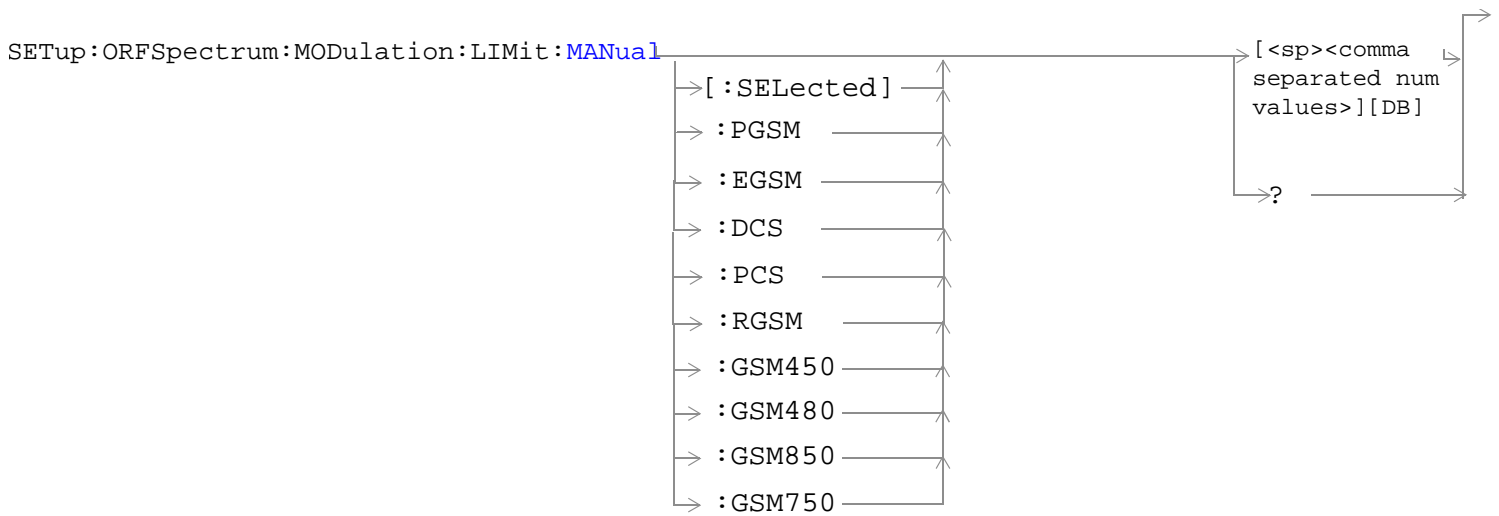 SETup:ORFSpectrum:MODulation:LIMit:MANual
[:SELected]
:PGSM
:EGSM
:DCS
:PCS
:RGSM
:GSM450
:GSM480
:GSM850
:GSM750
[<sp><comma
separated num
values>][DB]
?